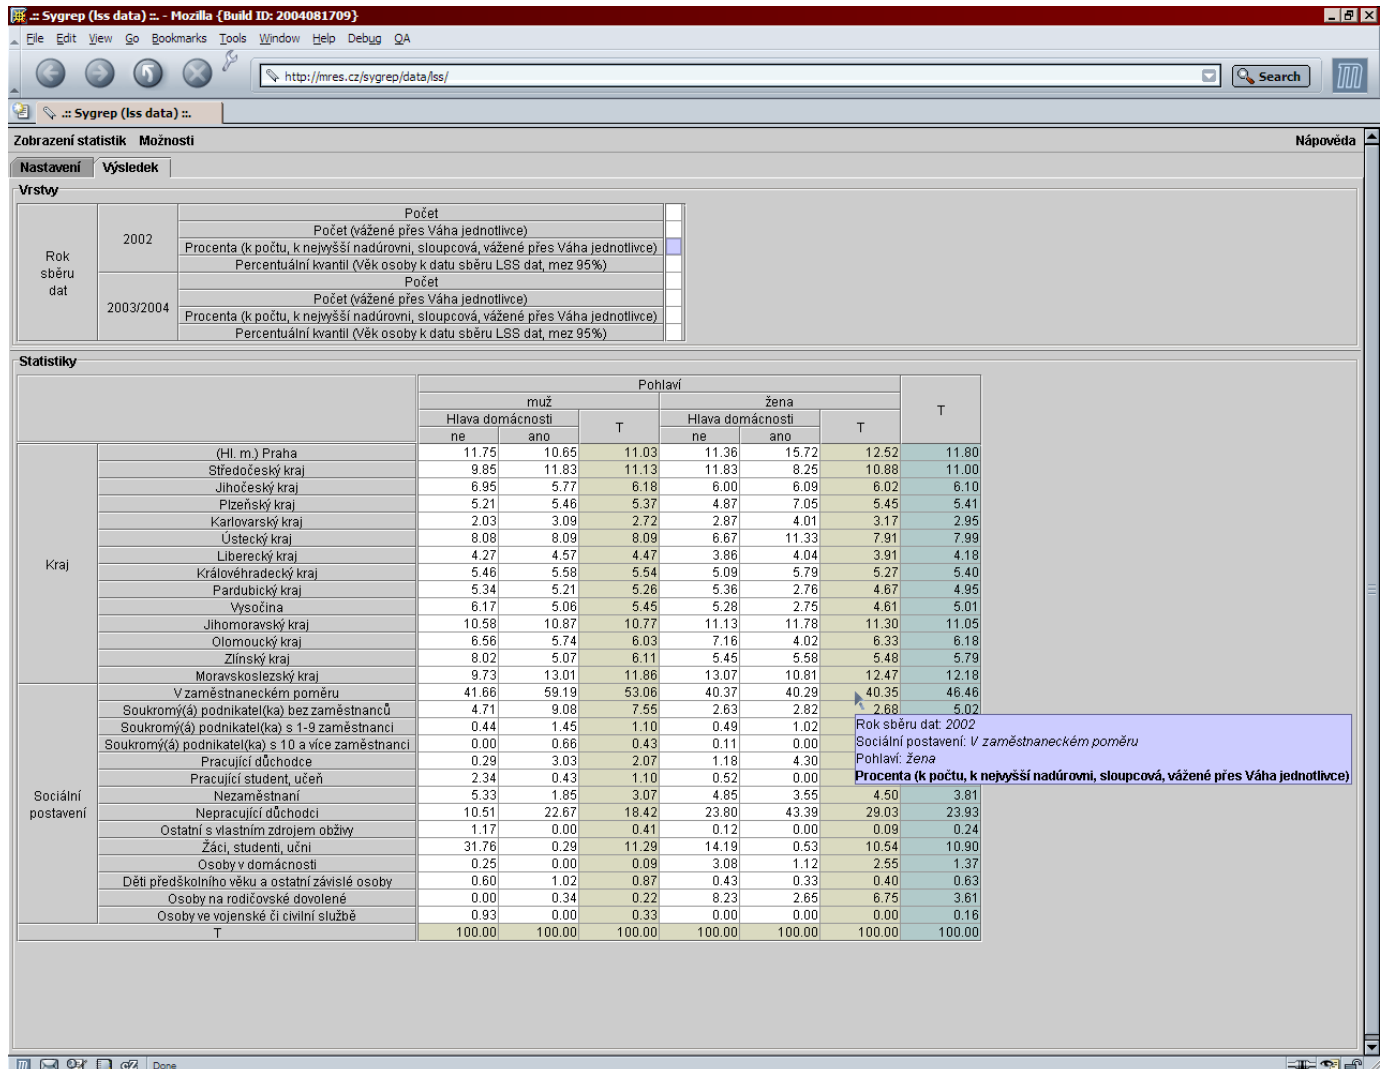 .:: Sygrep (lss data) ::. - Mozilla {Build ID: 2004081709}
File Edit View Go Bookmarks Tools Window Help Debug QA
http://mres.cz/sygrep/data/lss/ Search
.:: Sygrep (lss data) ::.
Zobrazení statistik Možnosti Nápověda
Nastavení Výsledek
Vrstvy
Rok sběru dat
2002
Počet
Počet (vážené přes Váha jednotlivce)
Procenta (k počtu, k nejvyšší nadúrovni, sloupcová, vážené přes Váha jednotlivce)
Percentuální kvantil (Věk osoby k datu sběru LSS dat, mez 95%)
2003/2004
Počet
Počet (vážené přes Váha jednotlivce)
Procenta (k počtu, k nejvyšší nadúrovni, sloupcová, vážené přes Váha jednotlivce)
Percentuální kvantil (Věk osoby k datu sběru LSS dat, mez 95%)
Statistiky
Pohlaví
muž žena T
Hlava domácnosti T Hlava domácnosti T
ne ano ne ano
Kraj
(Hl. m.) Praha 11.75 10.65 11.03 11.36 15.72 12.52 11.80
Středočeský kraj 9.85 11.83 11.13 11.83 8.25 10.88 11.00
Jihočeský kraj 6.95 5.77 6.18 6.00 6.09 6.02 6.10
Plzeňský kraj 5.21 5.46 5.37 4.87 7.05 5.45 5.41
Karlovarský kraj 2.03 3.09 2.72 2.87 4.01 3.17 2.95
Ústecký kraj 8.08 8.09 8.09 6.67 11.33 7.91 7.99
Liberecký kraj 4.27 4.57 4.47 3.86 4.04 3.91 4.18
Královéhradecký kraj 5.46 5.58 5.54 5.09 5.79 5.27 5.40
Pardubický kraj 5.34 5.21 5.26 5.36 2.76 4.67 4.95
Vysočina 6.17 5.06 5.45 5.28 2.75 4.61 5.01
Jihomoravský kraj 10.58 10.87 10.77 11.13 11.78 11.30 11.05
Olomoucký kraj 6.56 5.74 6.03 7.16 4.02 6.33 6.18
Zlínský kraj 8.02 5.07 6.11 5.45 5.58 5.48 5.79
Moravskoslezský kraj 9.73 13.01 11.86 13.07 10.81 12.47 12.18
Sociální postavení
V zaměstnaneckém poměru 41.66 59.19 53.06 40.37 40.29 40.35 46.46
Soukromý(á) podnikatel(ka) bez zaměstnanců 4.71 9.08 7.55 2.63 2.82 2.68 5.02
Soukromý(á) podnikatel(ka) s 1-9 zaměstnanci 0.44 1.45 1.10 0.49 1.02
Soukromý(á) podnikatel(ka) s 10 a více zaměstnanci 0.00 0.66 0.43 0.11 0.00
Pracující důchodce 0.29 3.03 2.07 1.18 4.30
Pracující student, učeň 2.34 0.43 1.10 0.52 0.00
Nezaměstnaní 5.33 1.85 3.07 4.85 3.55 4.50 3.81
Nepracující důchodci 10.51 22.67 18.42 23.80 43.39 29.03 23.93
Ostatní s vlastním zdrojem obživy 1.17 0.00 0.41 0.12 0.00 0.09 0.24
Žáci, studenti, učni 31.76 0.29 11.29 14.19 0.53 10.54 10.90
Osoby v domácnosti 0.25 0.00 0.09 3.08 1.12 2.55 1.37
Děti předškolního věku a ostatní závislé osoby 0.60 1.02 0.87 0.43 0.33 0.40 0.63
Osoby na rodičovské dovolené 0.00 0.34 0.22 8.23 2.65 6.75 3.61
Osoby ve vojenské či civilní službě 0.93 0.00 0.33 0.00 0.00 0.00 0.16
T 100.00 100.00 100.00 100.00 100.00 100.00 100.00
Rok sběru dat: 2002
Sociální postavení: V zaměstnaneckém poměru
Pohlaví: žena
Procenta (k počtu, k nejvyšší nadúrovni, sloupcová, vážené přes Váha jednotlivce)
Done